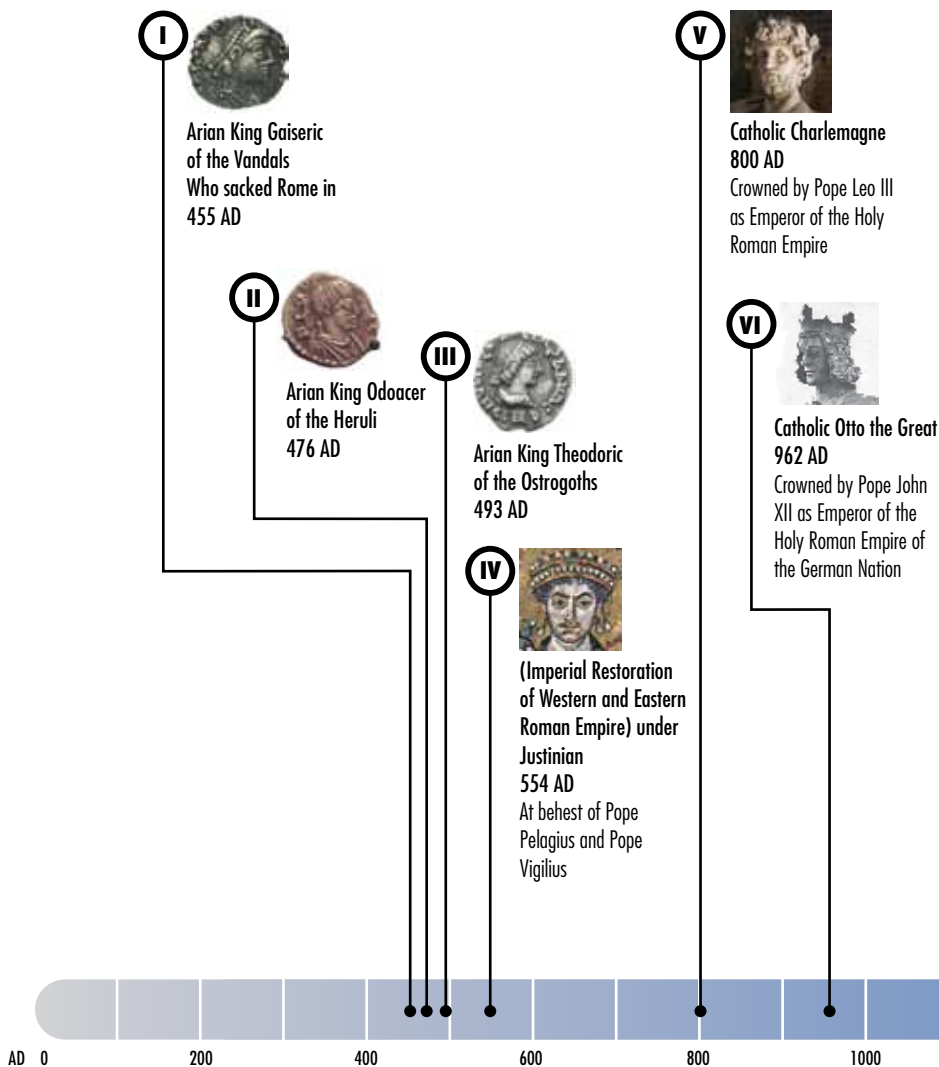 I
Arian King Gaiseric
of the Vandals
Who sacked Rome in
455 AD
II
Arian King Odoacer
of the Heruli
476 AD
III
Arian King Theodoric
of the Ostrogoths
493 AD
IV
(Imperial Restoration
of Western and Eastern
Roman Empire) under
Justinian
554 AD
At behest of Pope
Pelagius and Pope
Vigilius
V
Catholic Charlemagne
800 AD
Crowned by Pope Leo III
as Emperor of the Holy
Roman Empire
VI
Catholic Otto the Great
962 AD
Crowned by Pope John
XII as Emperor of the
Holy Roman Empire of
the German Nation
AD 0 200 400 600 800 1000